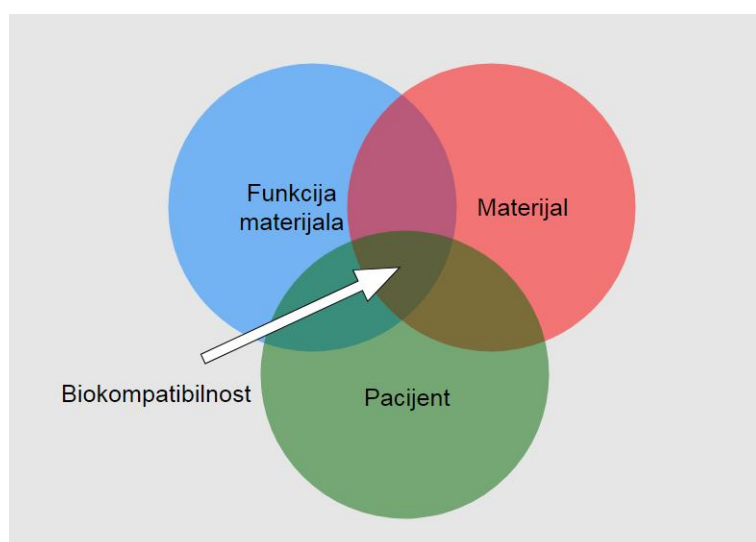 Funkcija
materijala
Materijal
Biokompatibilnost
Pacijent